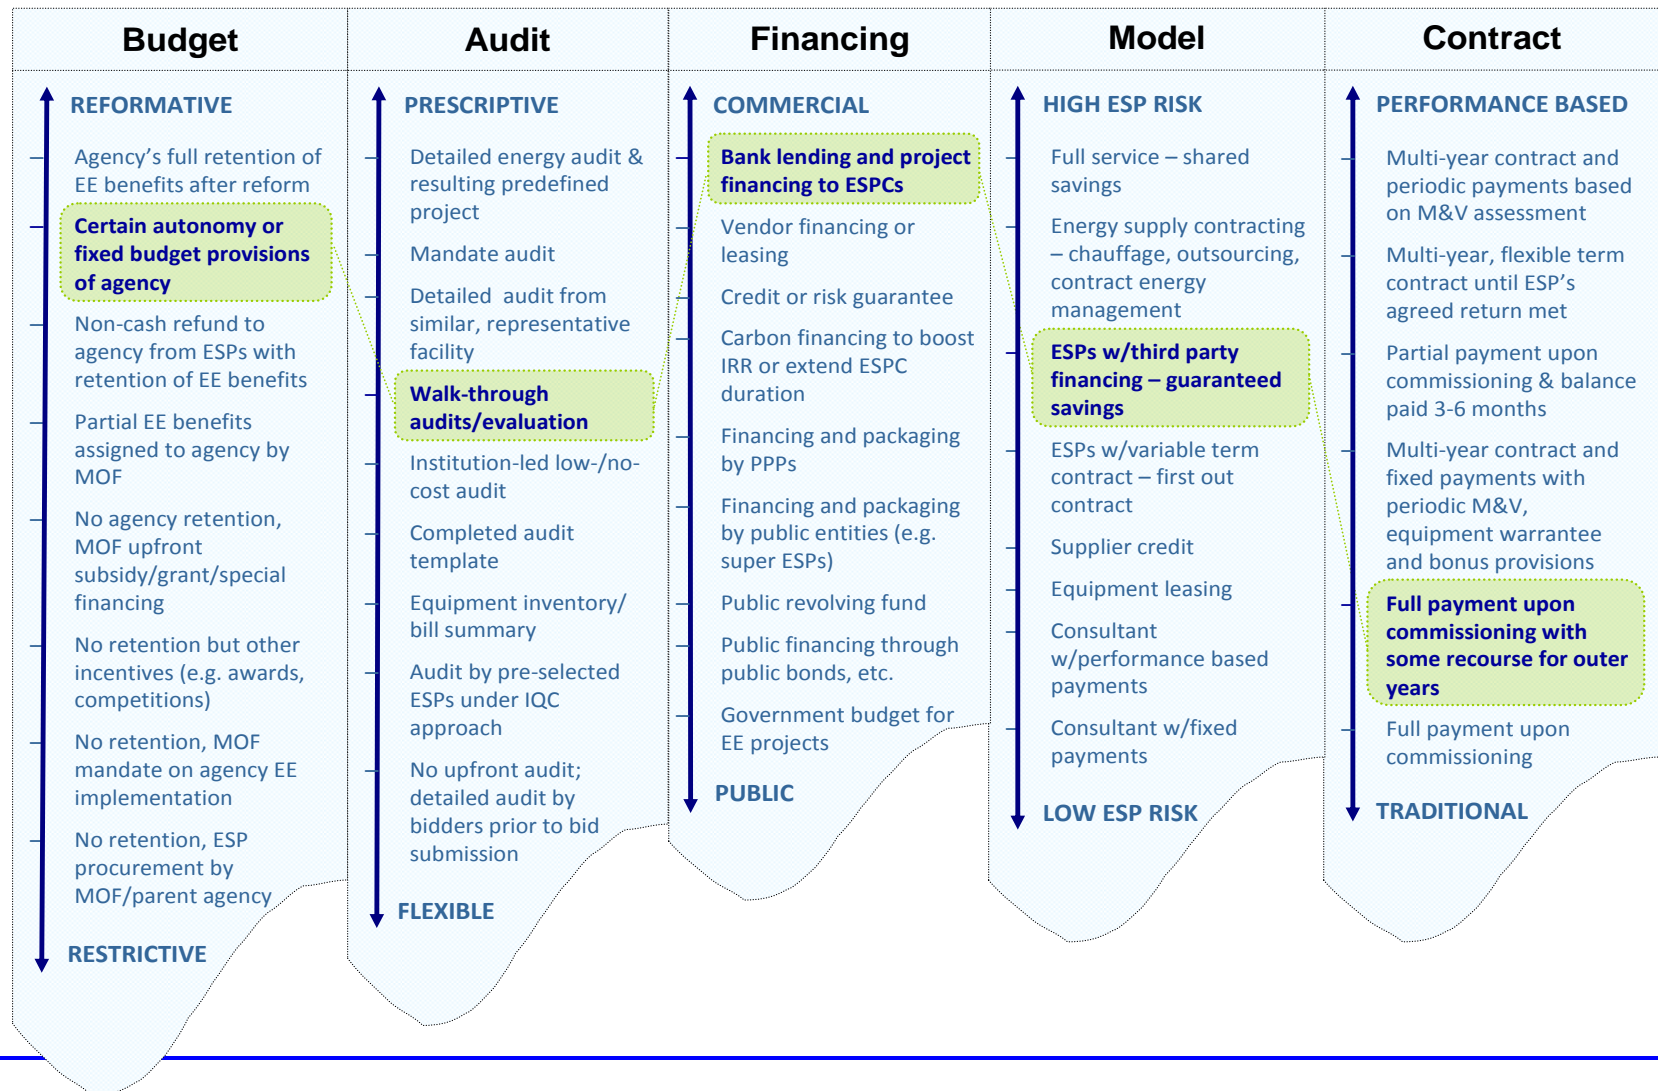 Budget
Audit
Financing
Model
Contract
REFORMATIVE
Agency’s full retention of
EE benefits after reform
Certain autonomy or
fixed budget provisions
of agency
Non-cash refund to
agency from ESPs with
retention of EE benefits
Partial EE benefits
assigned to agency by
MOF
No agency retention,
MOF upfront
subsidy/grant/special
financing
No retention but other
incentives (e.g. awards,
competitions)
No retention, MOF
mandate on agency EE
implementation
No retention, ESP
procurement by
MOF/parent agency
RESTRICTIVE
PRESCRIPTIVE
Detailed energy audit &
resulting predefined
project
Mandate audit
Detailed audit from
similar, representative
facility
Walk-through
audits/evaluation
Institution-led low-/no-
cost audit
Completed audit
template
Equipment inventory/
bill summary
Audit by pre-selected
ESPs under IQC
approach
No upfront audit;
detailed audit by
bidders prior to bid
submission
FLEXIBLE
COMMERCIAL
Bank lending and project
financing to ESPCs
Vendor financing or
leasing
Credit or risk guarantee
Carbon financing to boost
IRR or extend ESPC
duration
Financing and packaging
by PPPs
Financing and packaging
by public entities (e.g.
super ESPs)
Public revolving fund
Public financing through
public bonds, etc.
Government budget for
EE projects
PUBLIC
HIGH ESP RISK
Full service – shared
savings
Energy supply contracting
– chauffage, outsourcing,
contract energy
management
ESPs w/third party
financing – guaranteed
savings
ESPs w/variable term
contract – first out
contract
Supplier credit
Equipment leasing
Consultant
w/performance based
payments
Consultant w/fixed
payments
LOW ESP RISK
PERFORMANCE BASED
Multi-year contract and
periodic payments based
on M&V assessment
Multi-year, flexible term
contract until ESP’s
agreed return met
Partial payment upon
commissioning & balance
paid 3-6 months
Multi-year contract and
fixed payments with
periodic M&V,
equipment warrantee
and bonus provisions
Full payment upon
commissioning with
some recourse for outer
years
Full payment upon
commissioning
TRADITIONAL